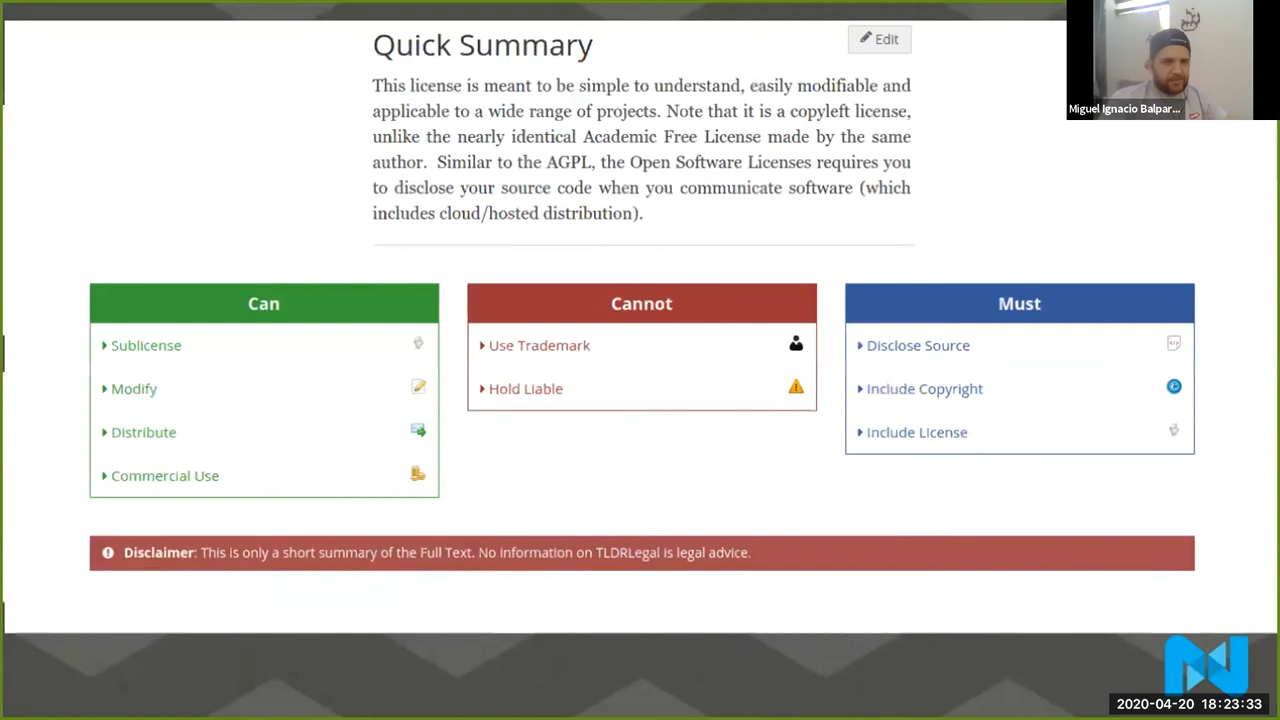 Quick Summary
Edit
This license is meant to be simple to understand, easily modifiable and
applicable to a wide range of projects. Note that it is a copyleft license,
unlike the nearly identical Academic Free License made by the same
author. Similar to the AGPL, the Open Software Licenses requires you
to disclose your source code when you communicate software (which
includes cloud/hosted distribution).
Miguel Ignacio Balpar...
Can
Sublicense
Modify
Distribute
Commercial Use
Cannot
Use Trademark
Hold Liable
Must
Disclose Source
Include Copyright
Include License
Disclaimer: This is only a short summary of the Full Text. No information on TLDRLegal is legal advice.
2020-04-20 18:23:33